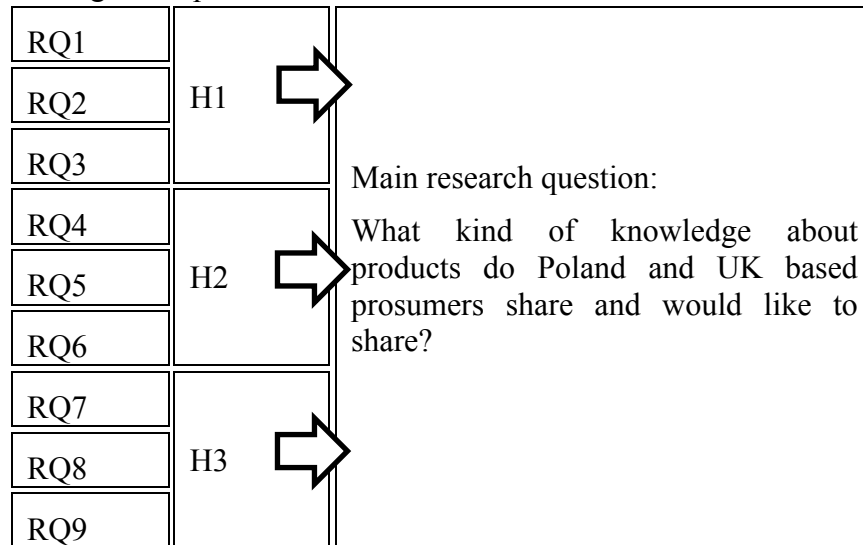 RQ1
RQ2
H1
RQ3
Main research question:
RQ4
What kind of knowledge about
products do Poland and UK based
RQ5
H2
prosumers share and would like to
RQ6
share?
RQ7
RQ8
H3
RQ9